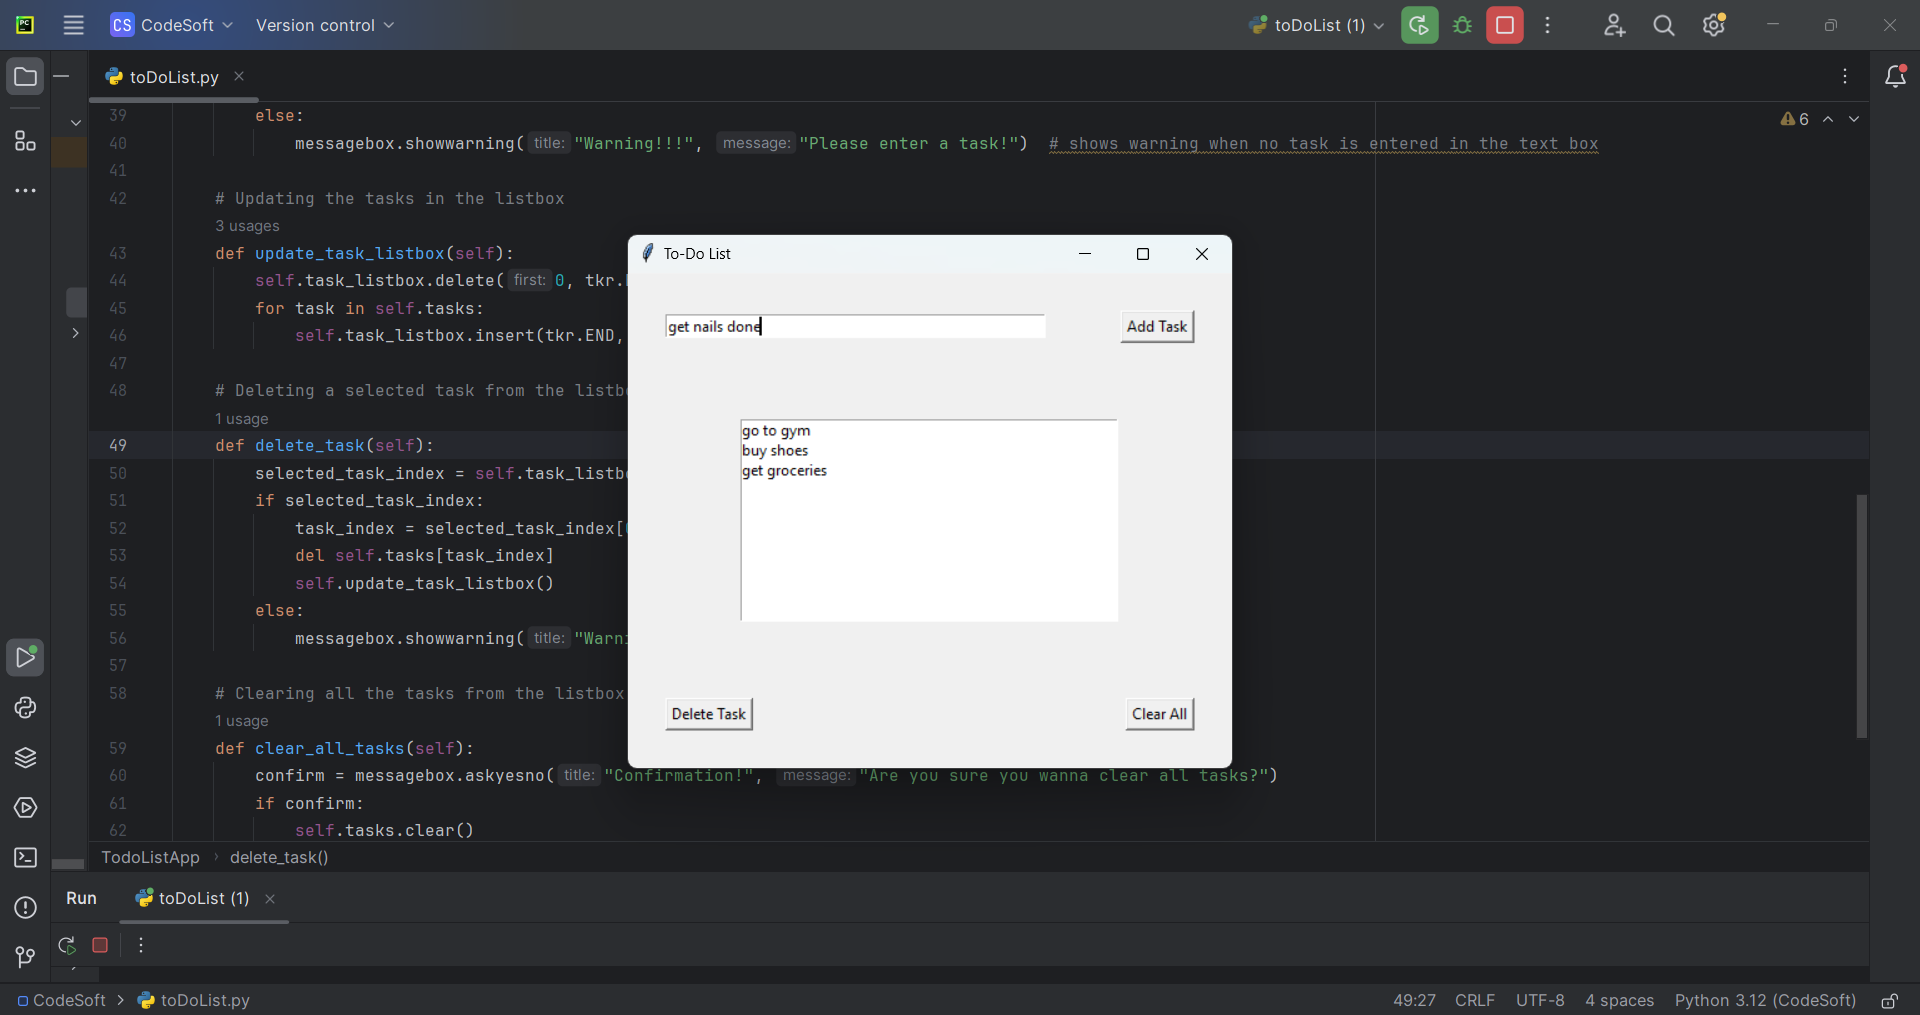 CS CodeSoft Version control toDoList (1)
toDoList.py
6
39 else:
40 messagebox.showwarning( title: "Warning!!!", message: "Please enter a task!") # shows warning when no task is entered in the text box
41
42 # Updating the tasks in the listbox
3 usages
43 def update_task_listbox(self):
44 self.task_listbox.delete( first: 0, tkr.
45 for task in self.tasks:
46 self.task_listbox.insert(tkr.END,
47
48 # Deleting a selected task from the listb
1 usage
49 def delete_task(self):
50 selected_task_index = self.task_listb
51 if selected_task_index:
52 task_index = selected_task_index[
53 del self.tasks[task_index]
54 self.update_task_listbox()
55 else:
56 messagebox.showwarning( title: "Warn
57
58 # Clearing all the tasks from the listbox
1 usage
59 def clear_all_tasks(self):
60 confirm = messagebox.askyesno( title: "Confirmation!", message: "Are you sure you wanna clear all tasks?")
61 if confirm:
62 self.tasks.clear()
To-Do List
get nails done
Add Task
go to gym
buy shoes
get groceries
Delete Task Clear All
TodoListApp › delete_task()
Run toDoList (1)
CodeSoft > toDoList.py 49:27 CRLF UTF-8 4 spaces Python 3.12 (CodeSoft)